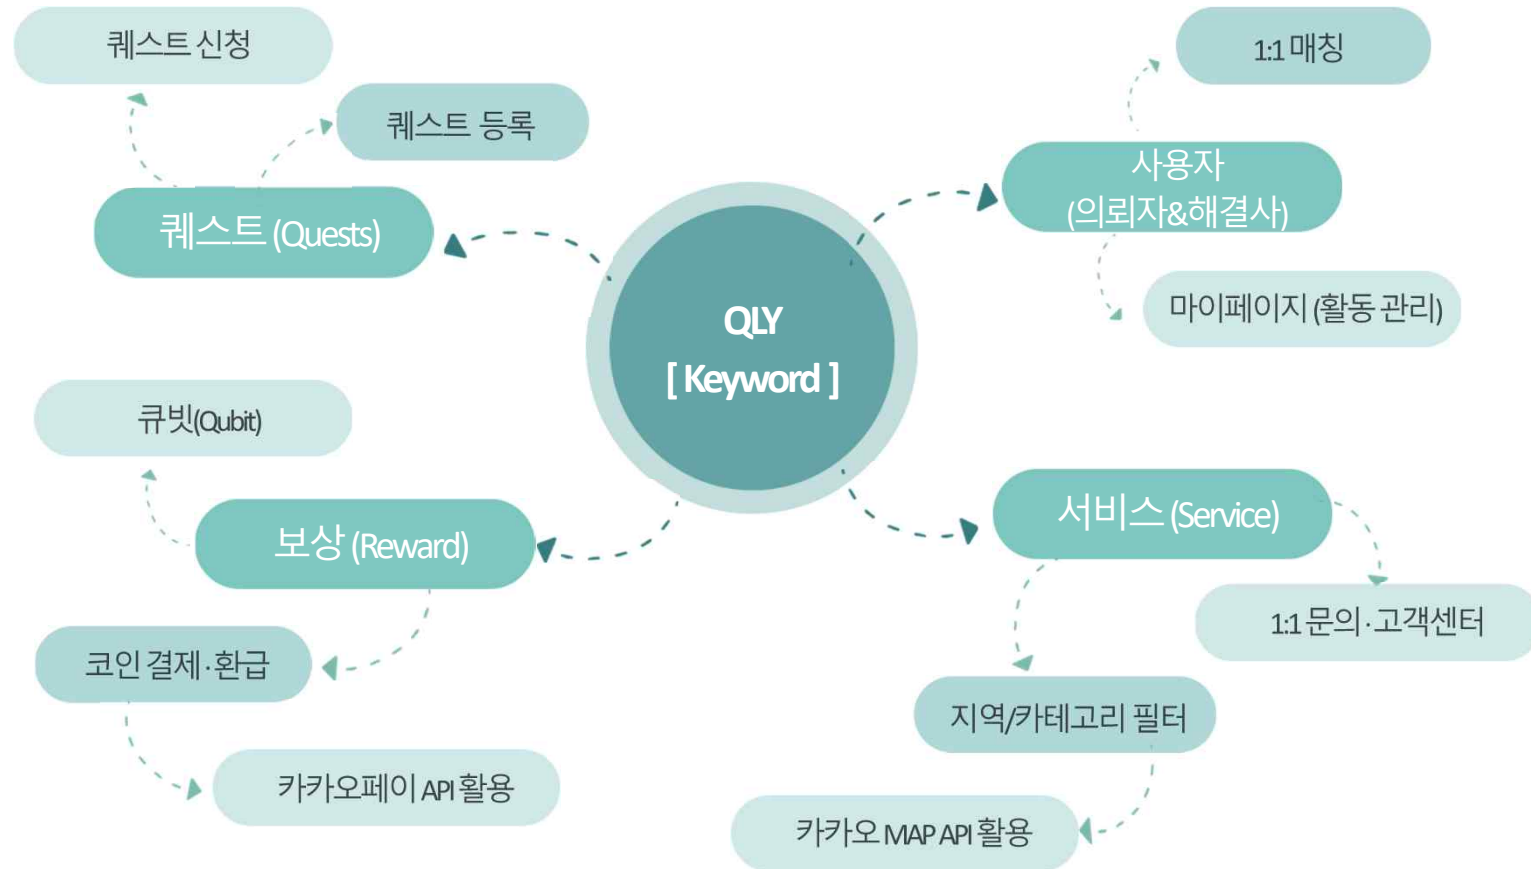 퀘스트 신청
퀘스트 등록
퀘스트 (Quests)
1:1 매칭
사용자
(의뢰자&해결사)
마이페이지 (활동 관리)
QLY
[ Keyword ]
큐빗(Qubit)
보상 (Reward)
코인 결제·환급
카카오페이 API 활용
서비스 (Service)
1:1 문의·고객센터
지역/카테고리 필터
카카오 MAP API 활용